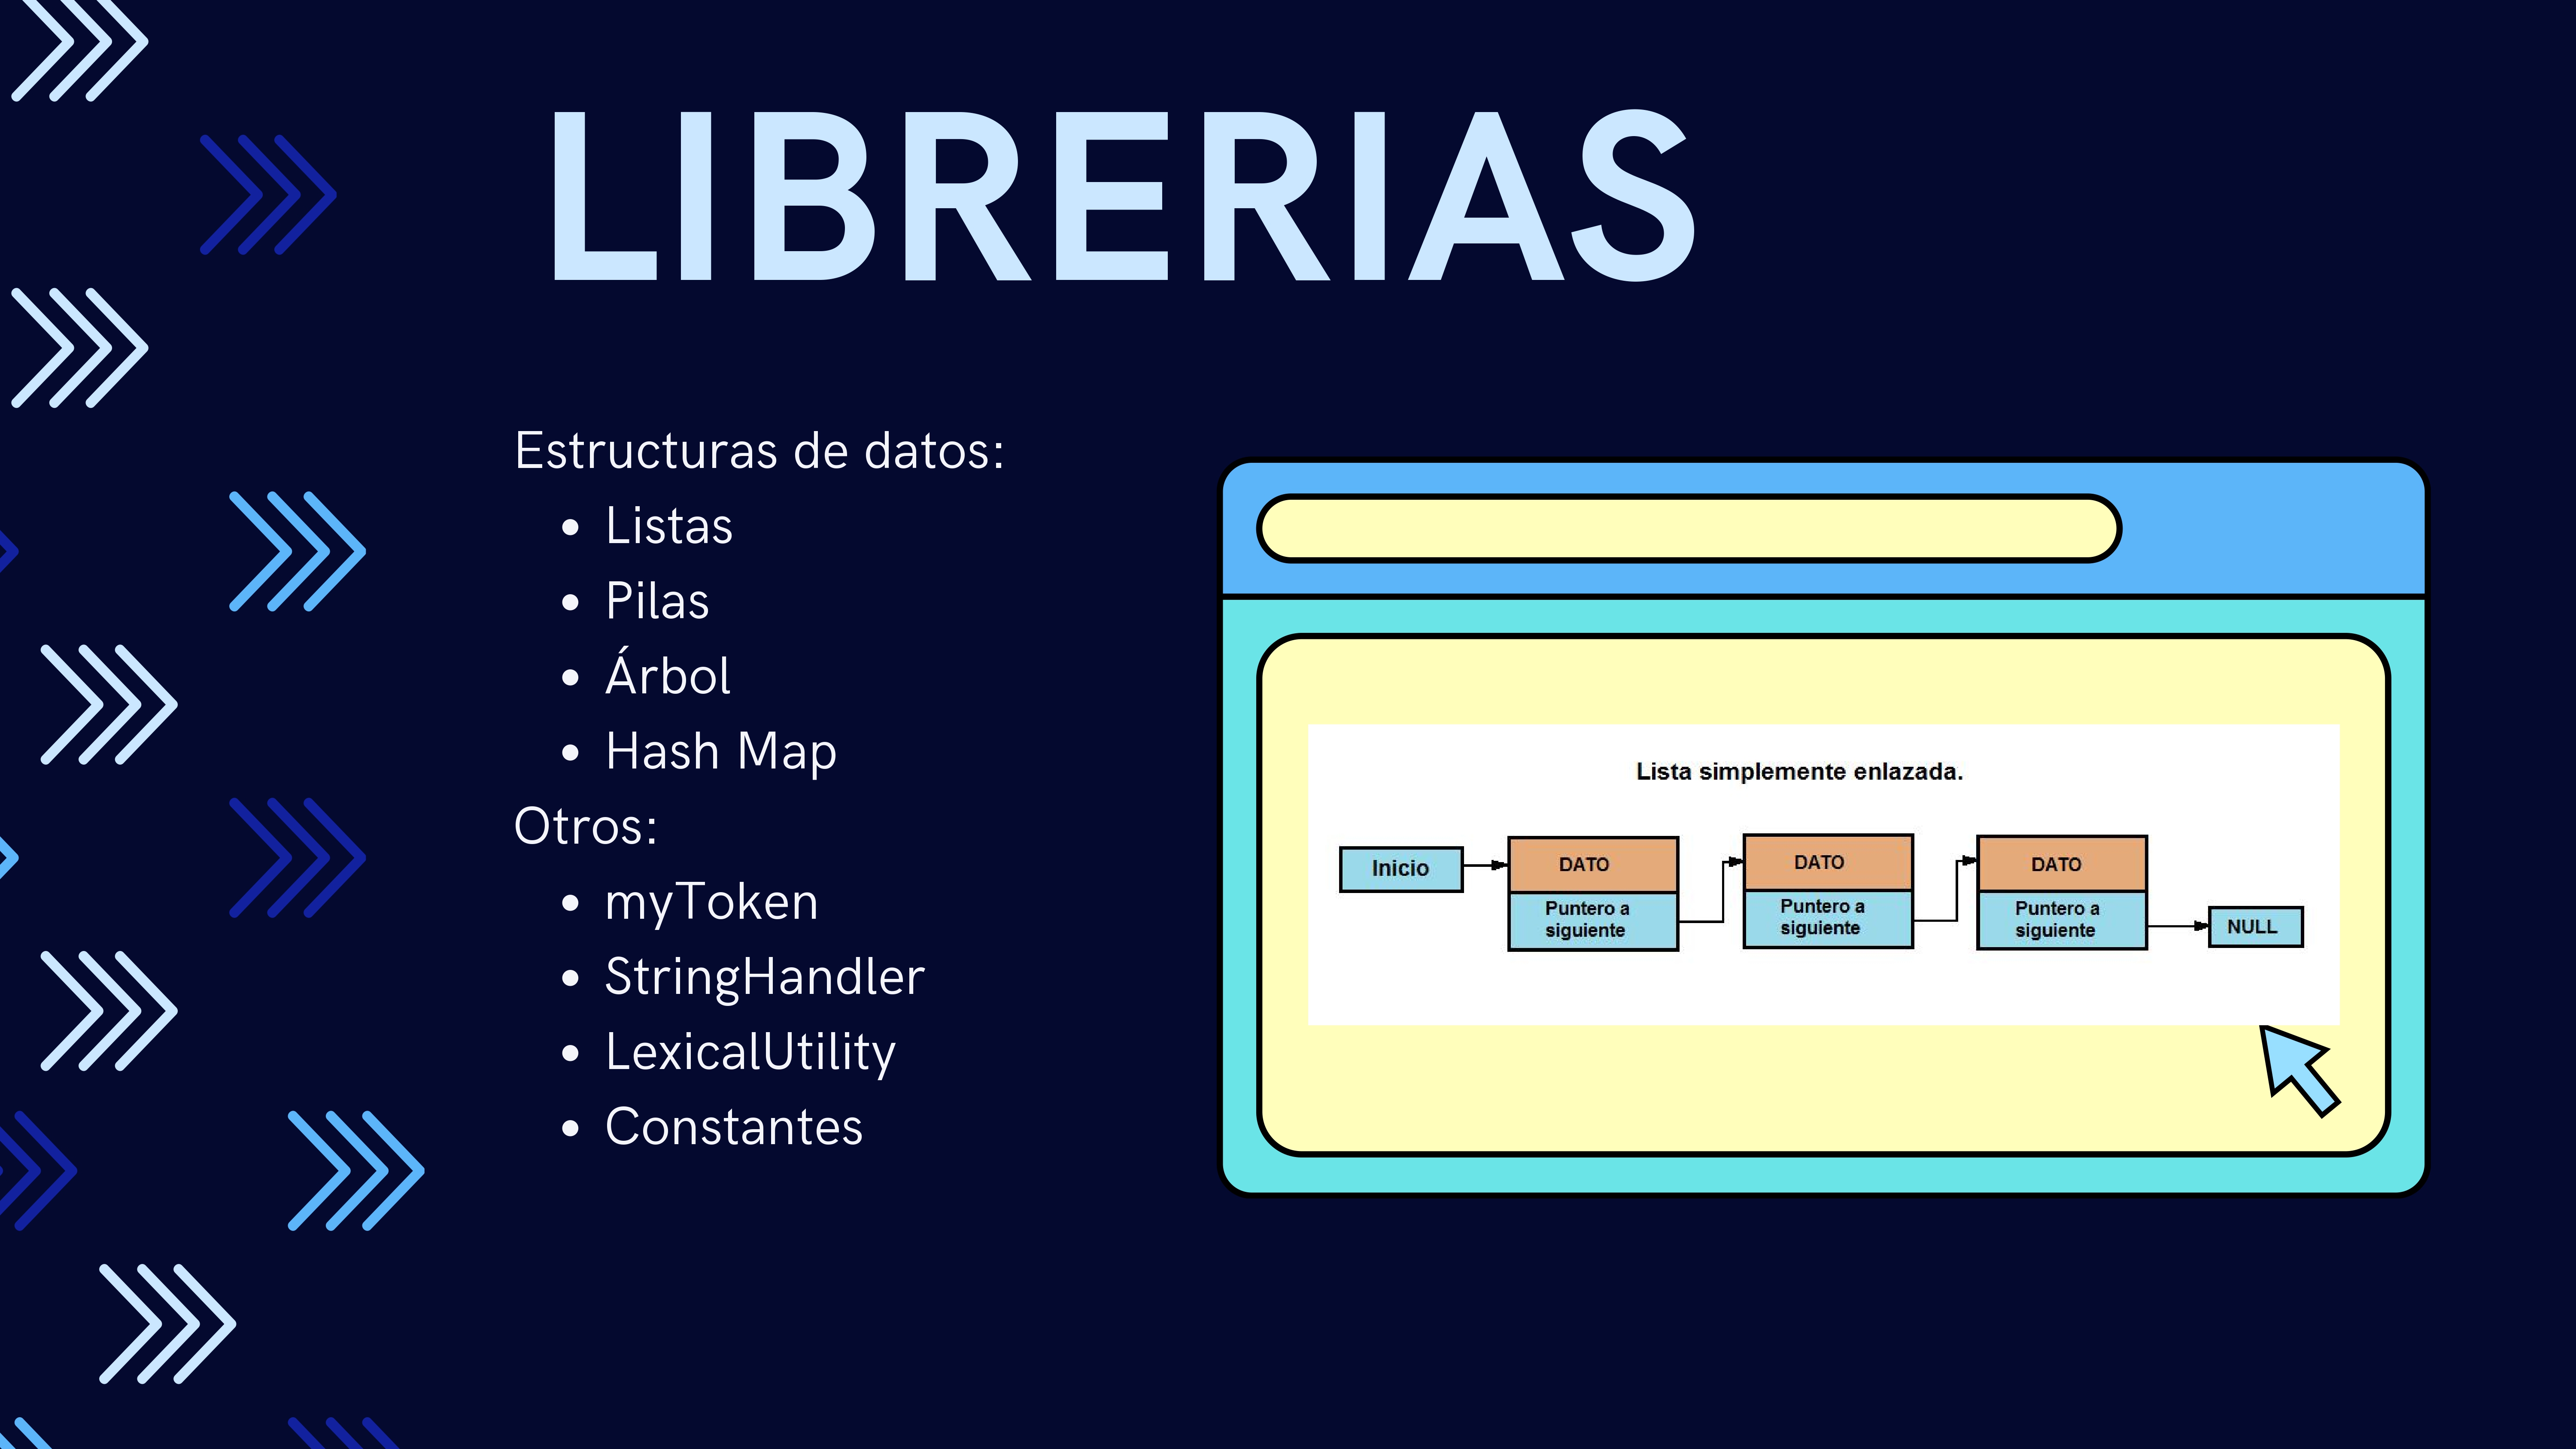 LIBRERIAS
Estructuras de datos:
• Listas
• Pilas
• Árbol
• Hash Map
Otros:
• myToken
• StringHandler
• LexicalUtility
• Constantes
Lista simplemente enlazada.
Inicio
DATO
Puntero a
siguiente
DATO
Puntero a
siguiente
DATO
Puntero a
siguiente
NULL